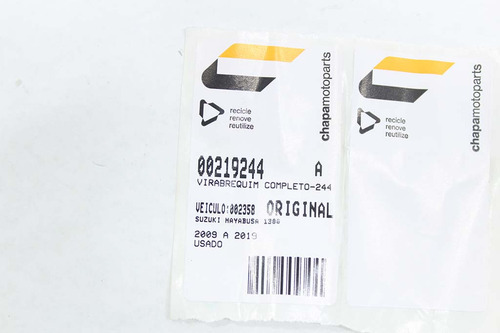 chapamotoparts
recicle
renove
reutilize
00219244 A
VIRABREQUIM COMPLETO-244
VEICULO:002358 ORIGINAL
SUZUKI HAYABUSA 1300
2009 A 2019
USADO
chapamotoparts
recicle
renove
reutilize